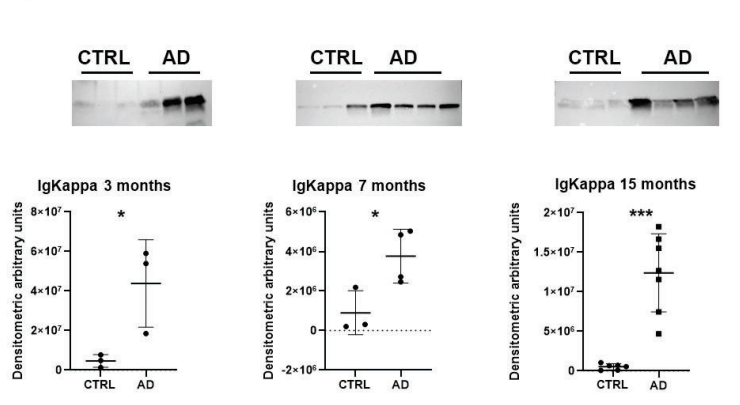 CTRL AD
CTRL AD
CTRL AD
IgKappa 3 months
Densitometric arbitrary units
8×10⁷
6×10⁷
4×10⁷
2×10⁷
0
*
CTRL AD
IgKappa 7 months
Densitometric arbitrary units
6×10⁶
4×10⁶
2×10⁶
0
-2×10⁶
*
CTRL AD
IgKappa 15 months
Densitometric arbitrary units
2×10⁷
1.5×10⁷
1×10⁷
5×10⁶
0
***
CTRL AD